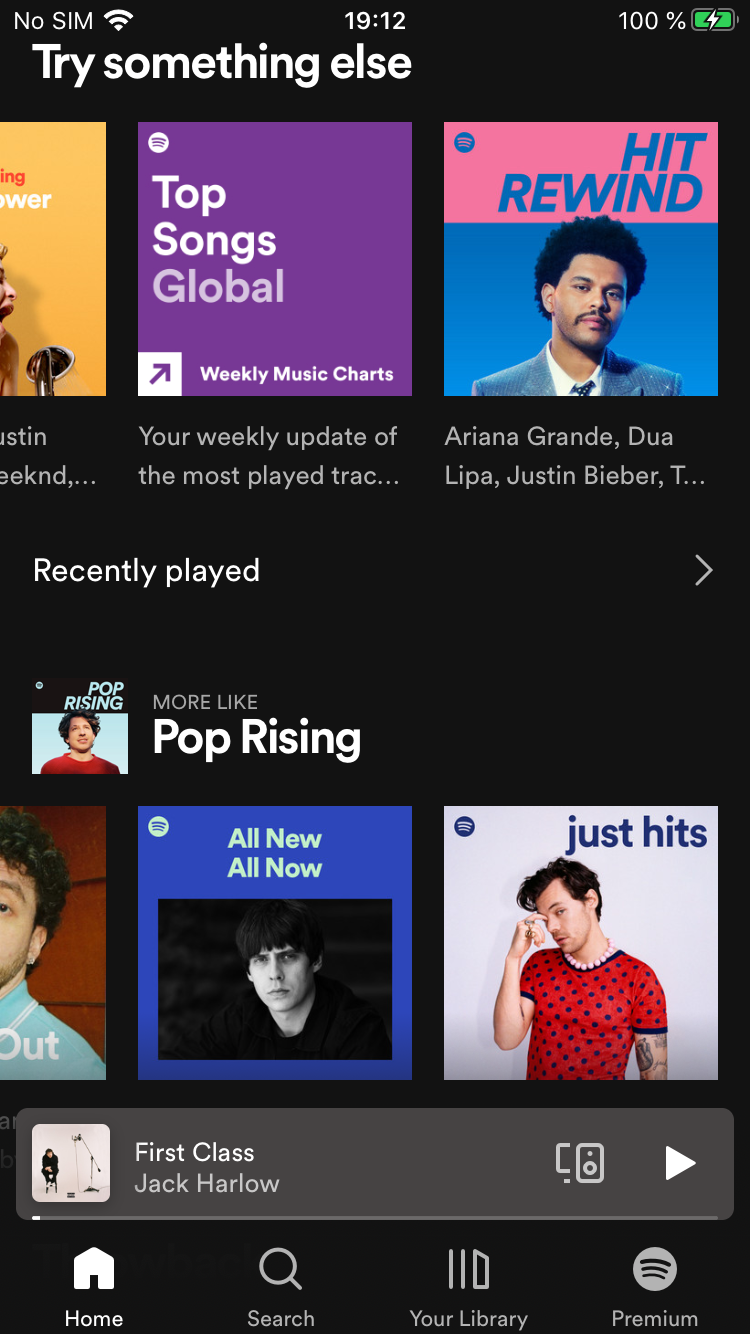 No SIM 19:12 100 %
Try something else
ing
ower
Top
Songs
Global
Weekly Music Charts
HIT
REWIND
ustin
eeknd,...
Your weekly update of
the most played trac...
Ariana Grande, Dua
Lipa, Justin Bieber, T...
Recently played
POP
RISING
MORE LIKE
Pop Rising
Out
All New
All Now
just hits
ar
by
First Class
Jack Harlow
Throwback
Home
Search
Your Library
Premium